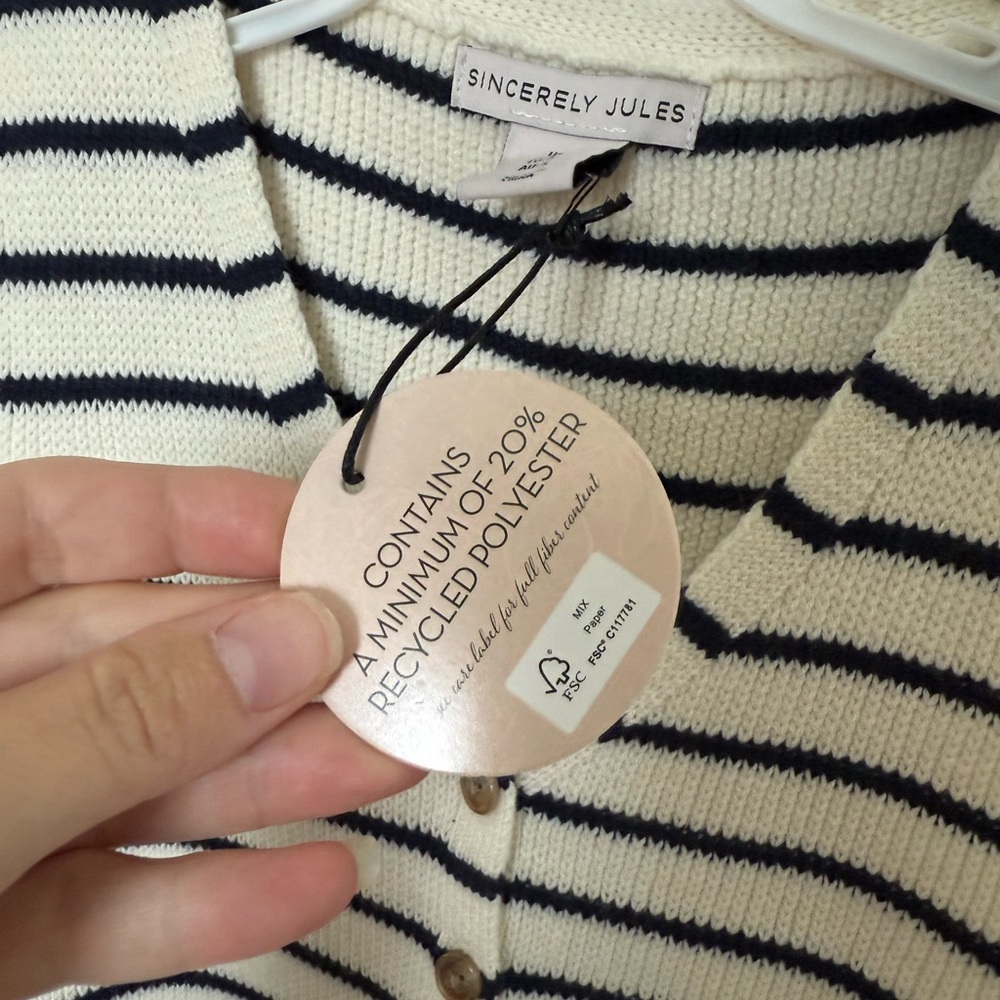 SINCERELY JULES
CONTAINS
A MINIMUM OF 20%
RECYCLED POLYESTER
see care label for full fiber content
MIX
Paper
FSC® C117781
FSC